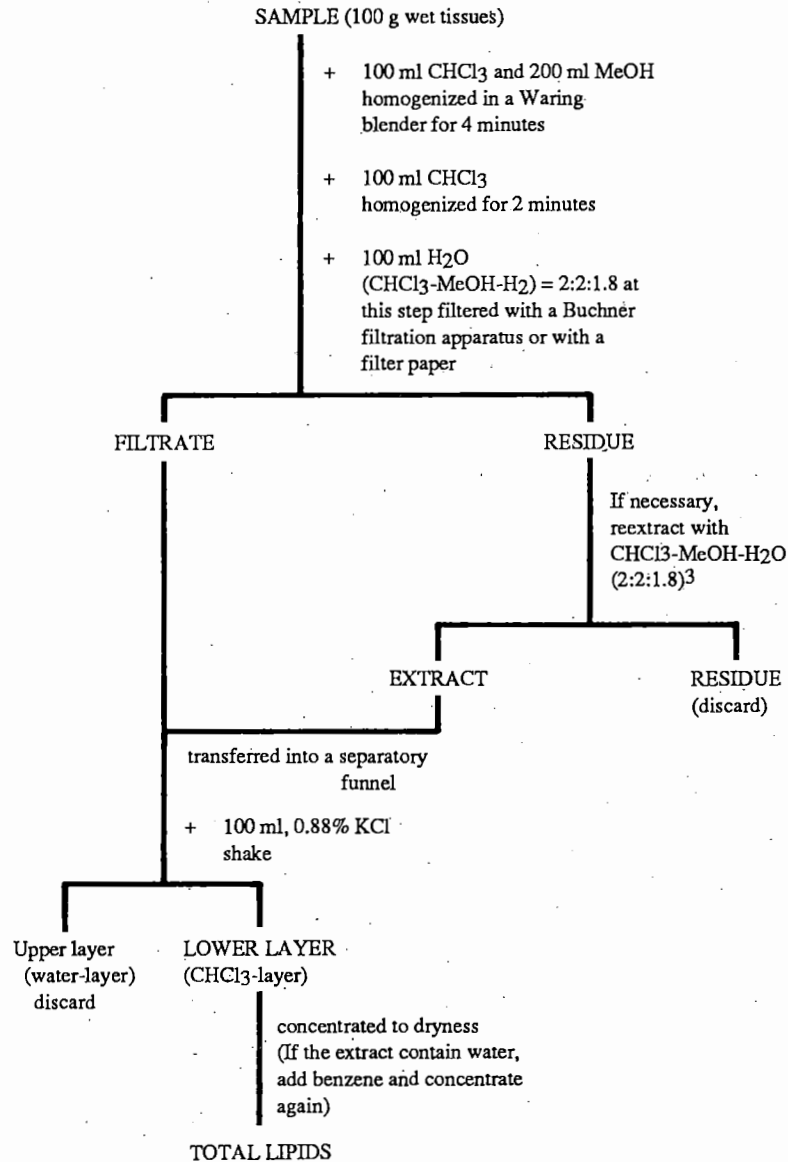 SAMPLE (100 g wet tissues)
+ 100 ml CHCl3 and 200 ml MeOH
homogenized in a Waring
blender for 4 minutes
+ 100 ml CHCl3
homogenized for 2 minutes
+ 100 ml H2O
(CHCl3-MeOH-H2) = 2:2:1.8 at
this step filtered with a Buchner
filtration apparatus or with a
filter paper
FILTRATE
RESIDUE
If necessary,
reextract with
CHCl3-MeOH-H2O
(2:2:1.8)3
EXTRACT
RESIDUE
(discard)
transferred into a separatory
funnel
+ 100 ml, 0.88% KCl
shake
Upper layer
(water-layer)
discard
LOWER LAYER
(CHCl3-layer)
concentrated to dryness
(If the extract contain water,
add benzene and concentrate
again)
TOTAL LIPIDS